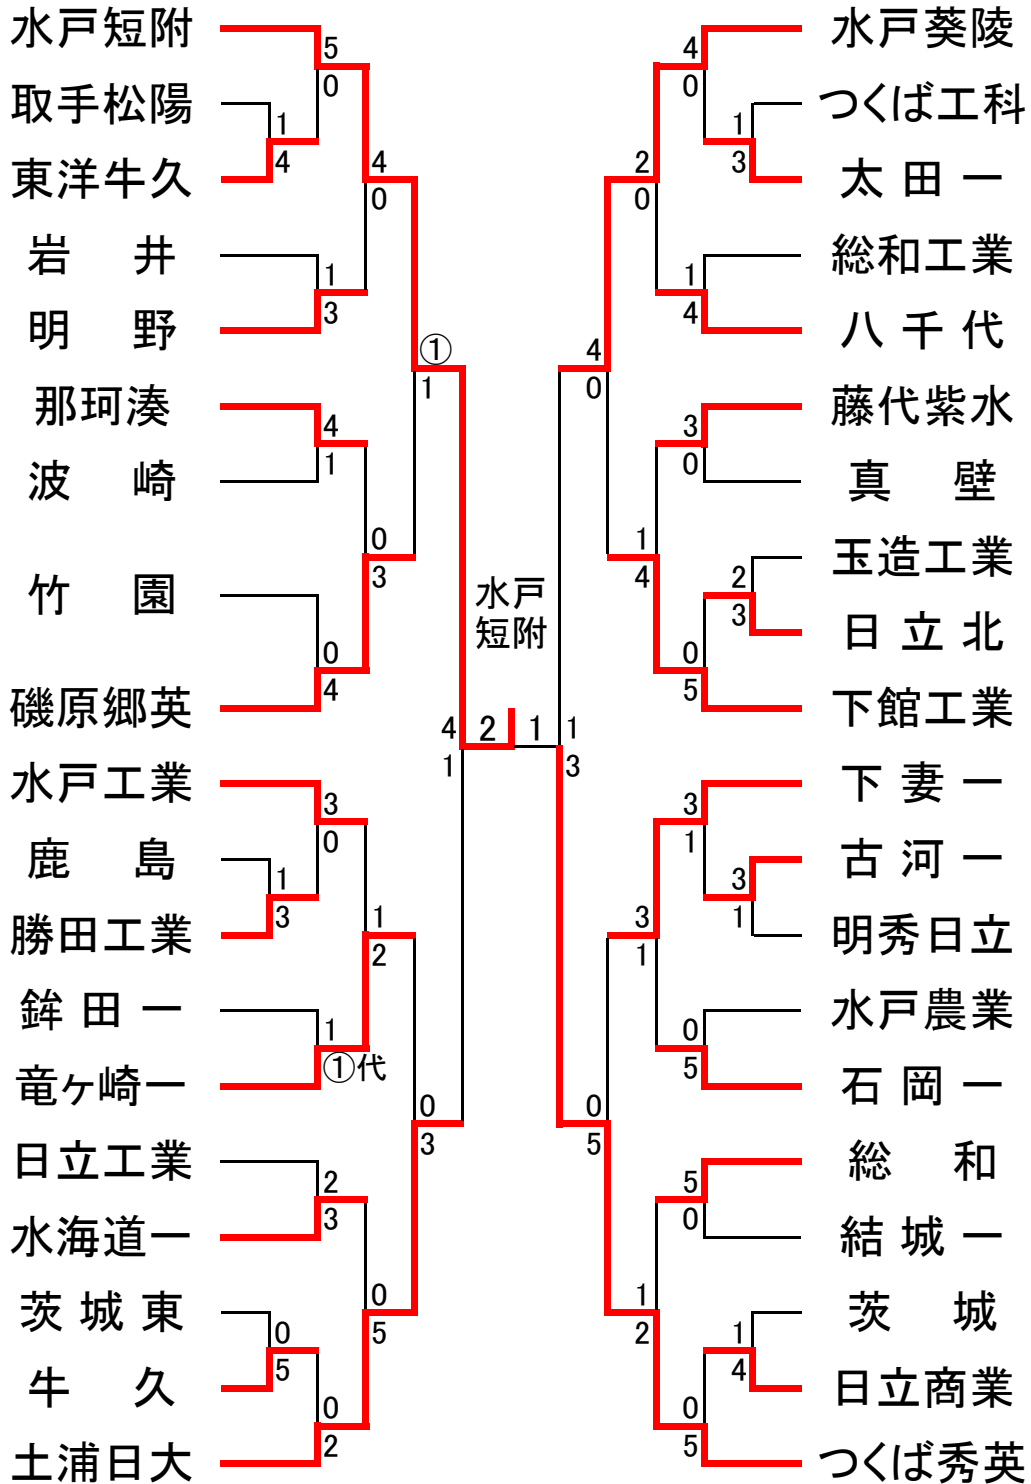 水戸短附
取手松陽
東洋牛久
岩井
明野
那珂湊
波崎
竹園
磯原郷英
水戸工業
鹿島
勝田工業
鉾田一
竜ヶ崎一
日立工業
水海道一
茨城東
牛久
土浦日大
5
0
1
4
4
0
1
3
①
1
4
1
0
3
0
4
4
1
3
0
1
3
1
2
1
①代
0
3
2
3
0
5
0
5
0
2
水戸
短附
2
1
4
0
1
3
2
0
1
4
4
0
3
0
1
4
2
3
0
5
1
3
3
1
3
1
3
1
0
5
0
5
5
0
1
2
1
4
0
5
水戸葵陵
つくば工科
太田一
総和工業
八千代
藤代紫水
真壁
玉造工業
日立北
下館工業
下妻一
古河一
明秀日立
水戸農業
石岡一
総和
結城一
茨城
日立商業
つくば秀英